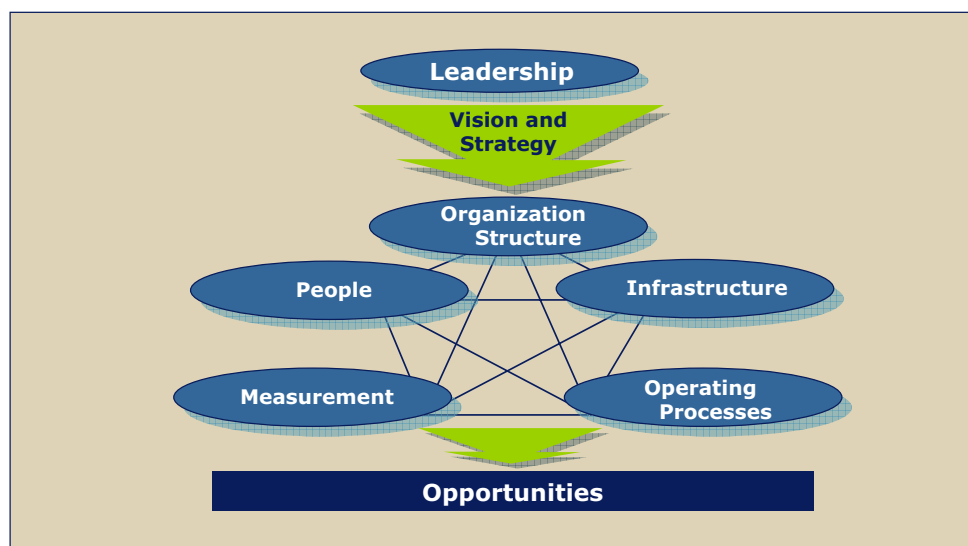 Leadership
Vision and
Strategy
Organization
Structure
People
Infrastructure
Measurement
Operating
Processes
Opportunities